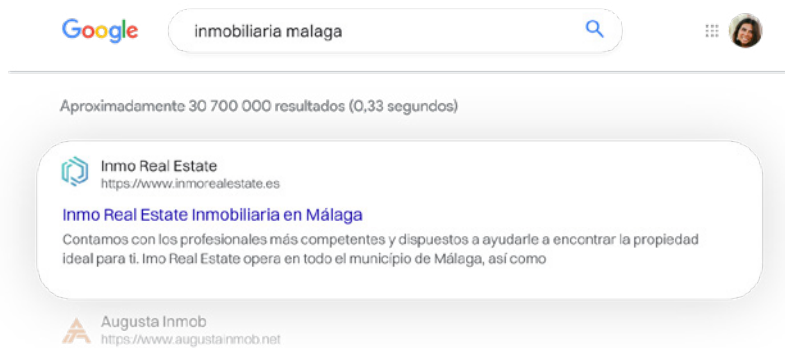 Google
inmobiliaria malaga
Aproximadamente 30 700 000 resultados (0,33 segundos)
Inmo Real Estate
https://www.inmorealestate.es
Inmo Real Estate Inmobiliaria en Málaga
Contamos con los profesionales más competentes y dispuestos a ayudarle a encontrar la propiedad
ideal para ti. Imo Real Estate opera en todo el município de Málaga, así como
Augusta Inmob
https://www.augustainmob.net